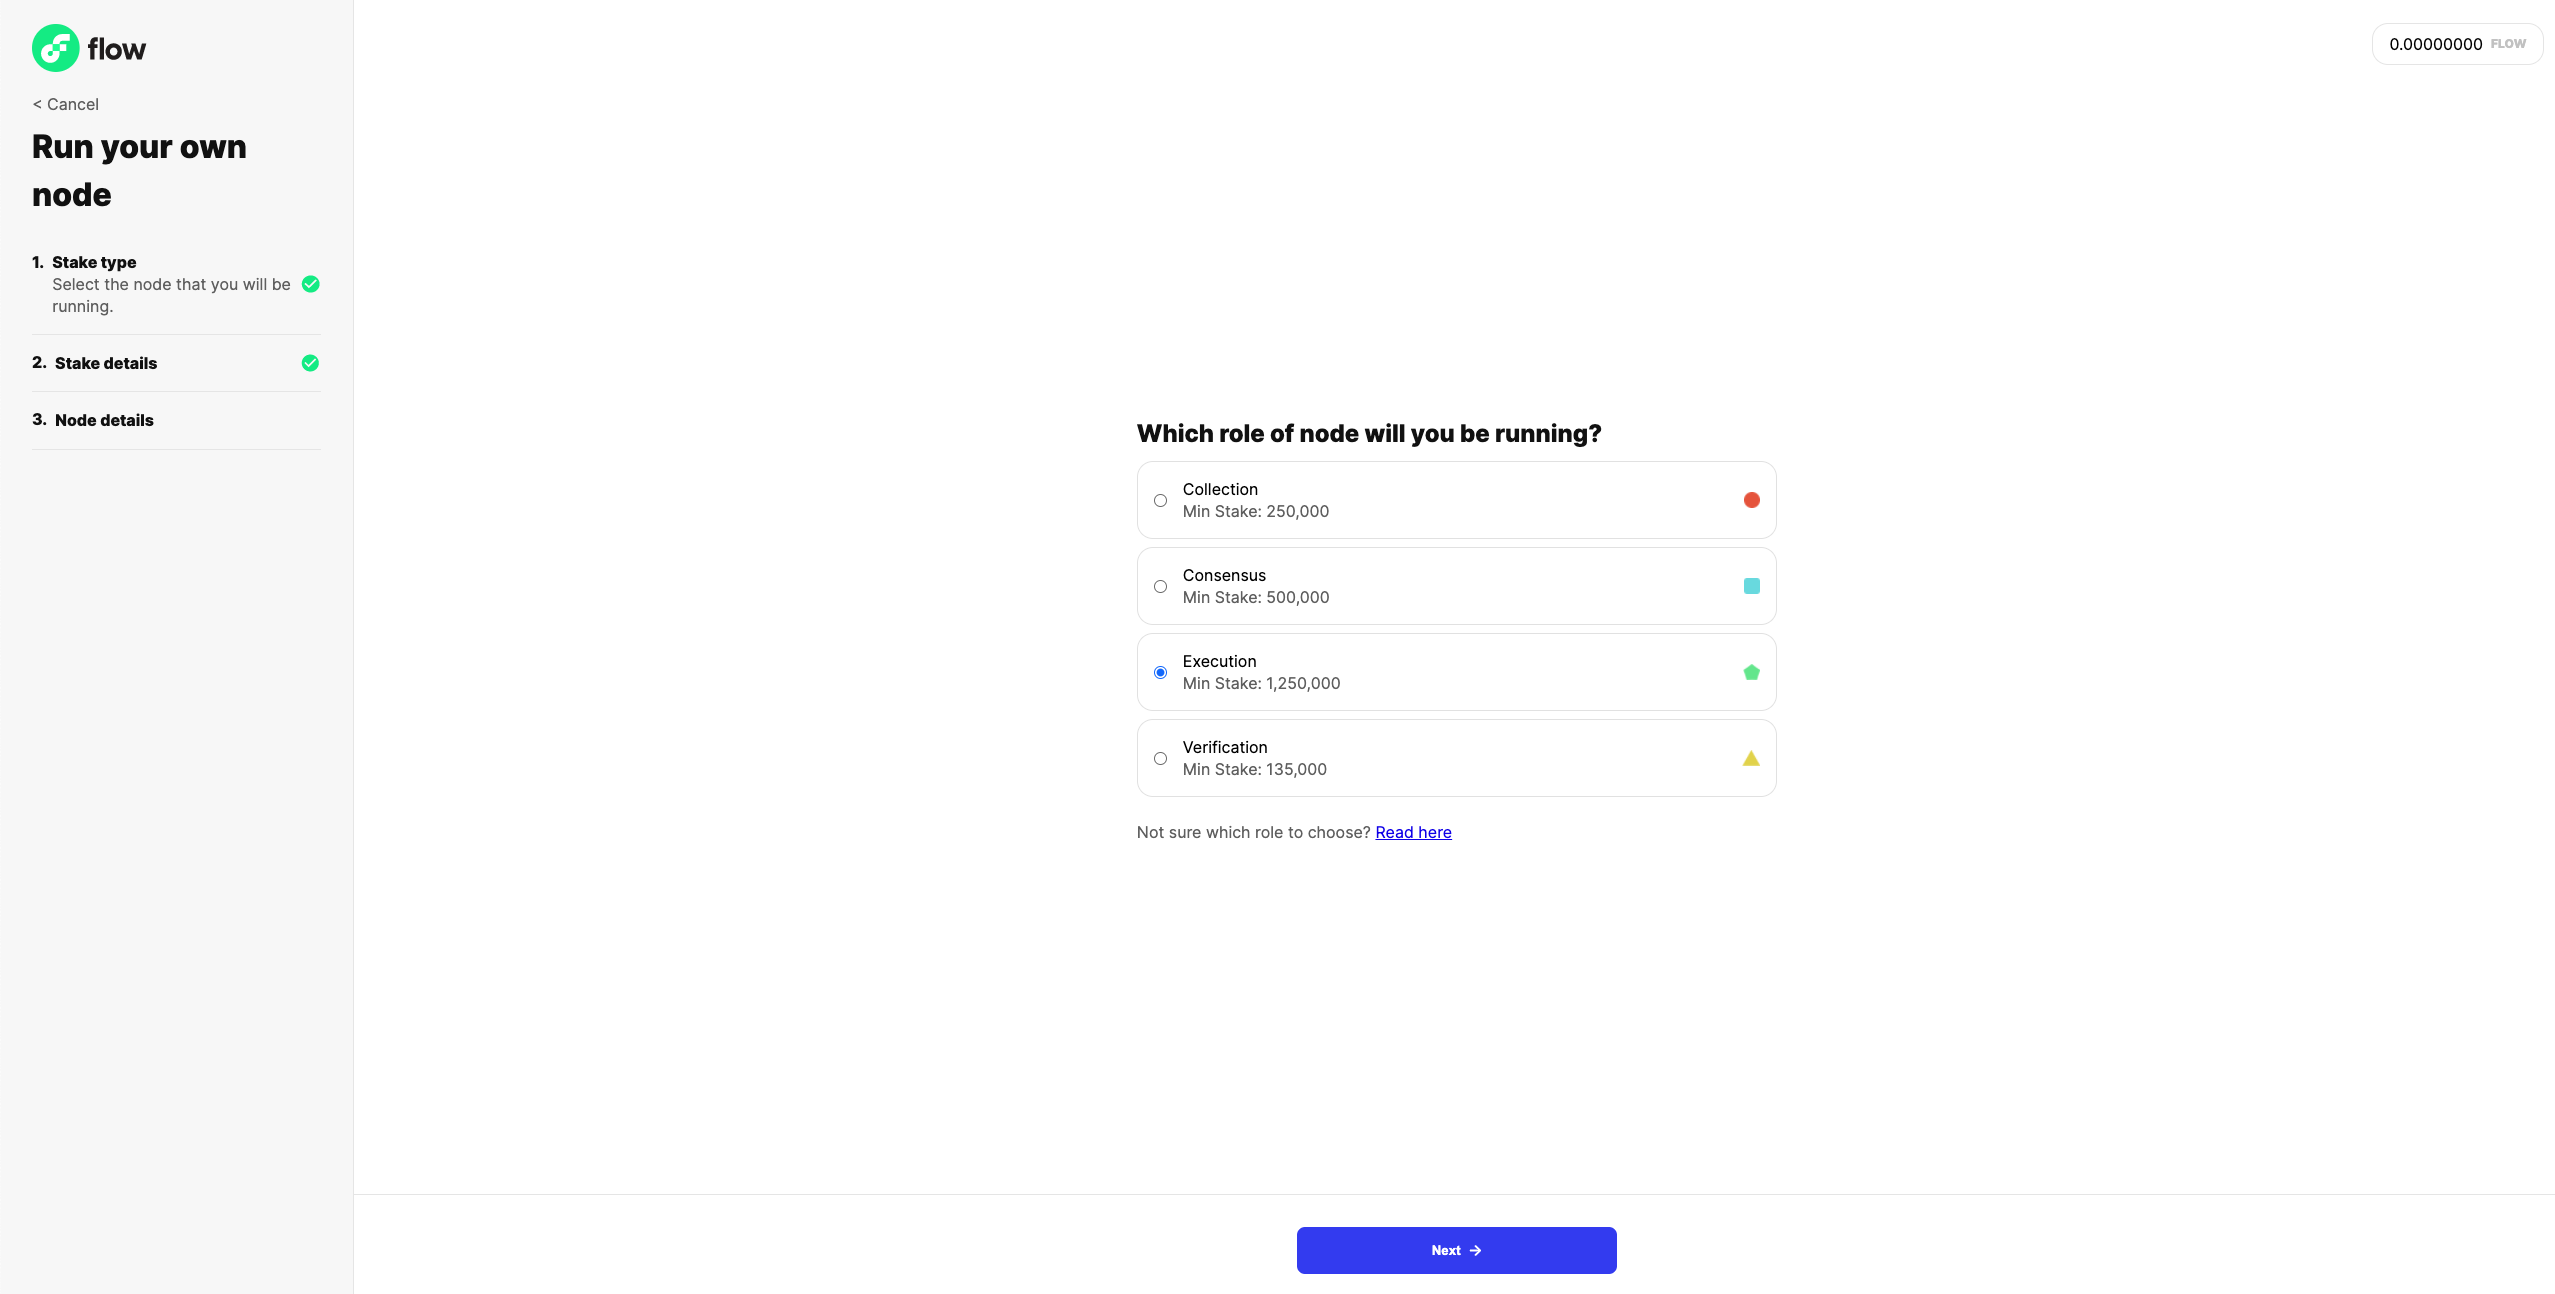 flow
0.00000000 FLOW
< Cancel
Run your own
node
1. Stake type
Select the node that you will be
running.
2. Stake details
3. Node details
Which role of node will you be running?
Collection
Min Stake: 250,000
Consensus
Min Stake: 500,000
Execution
Min Stake: 1,250,000
Verification
Min Stake: 135,000
Not sure which role to choose? Read here
Next →